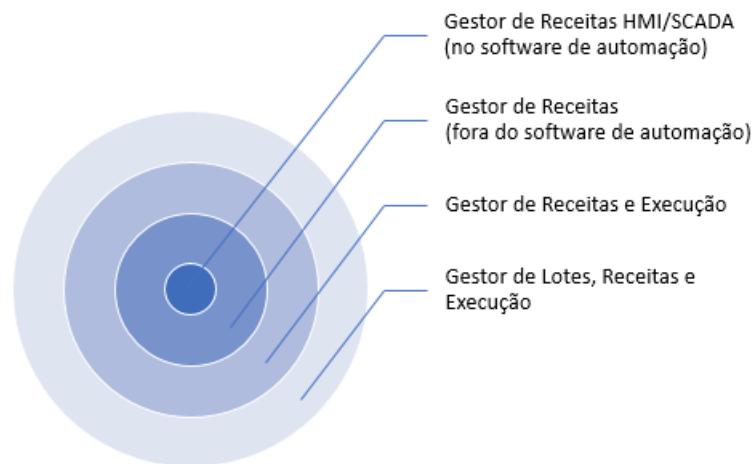 Gestor de Receitas HMI/SCADA
(no software de automação)
Gestor de Receitas
(fora do software de automação)
Gestor de Receitas e Execução
Gestor de Lotes, Receitas e
Execução